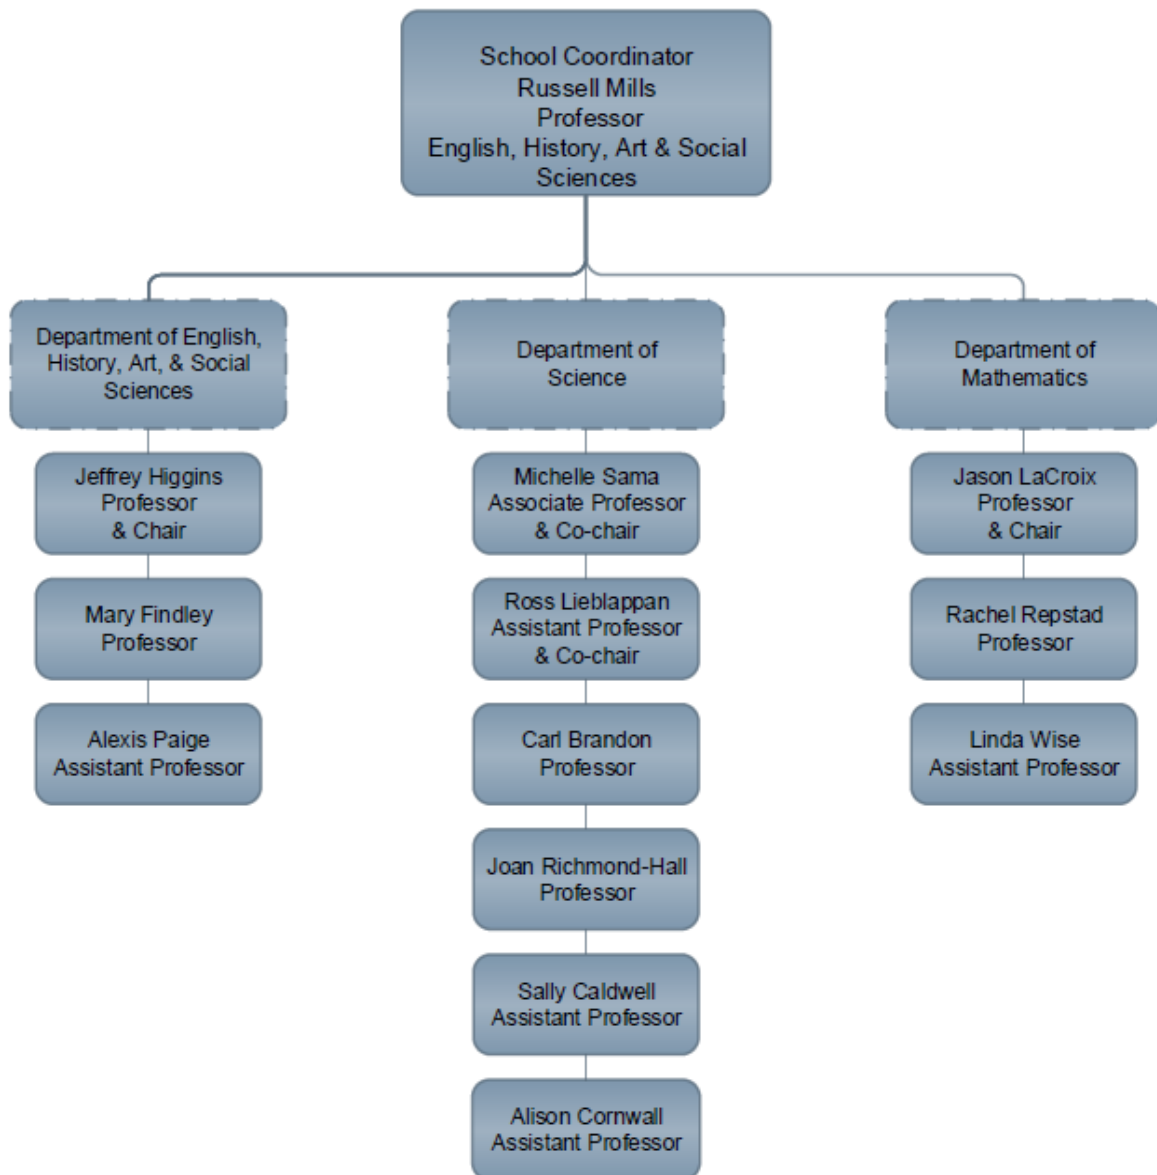 School Coordinator
Russell Mills
Professor
English, History, Art & Social
Sciences
Department of English,
History, Art, & Social
Sciences
Department of
Science
Department of
Mathematics
Jeffrey Higgins
Professor
& Chair
Michelle Sama
Associate Professor
& Co-chair
Jason LaCroix
Professor
& Chair
Mary Findley
Professor
Ross Lieblappan
Assistant Professor
& Co-chair
Rachel Repstad
Professor
Alexis Paige
Assistant Professor
Carl Brandon
Professor
Linda Wise
Assistant Professor
Joan Richmond-Hall
Professor
Sally Caldwell
Assistant Professor
Alison Cornwall
Assistant Professor